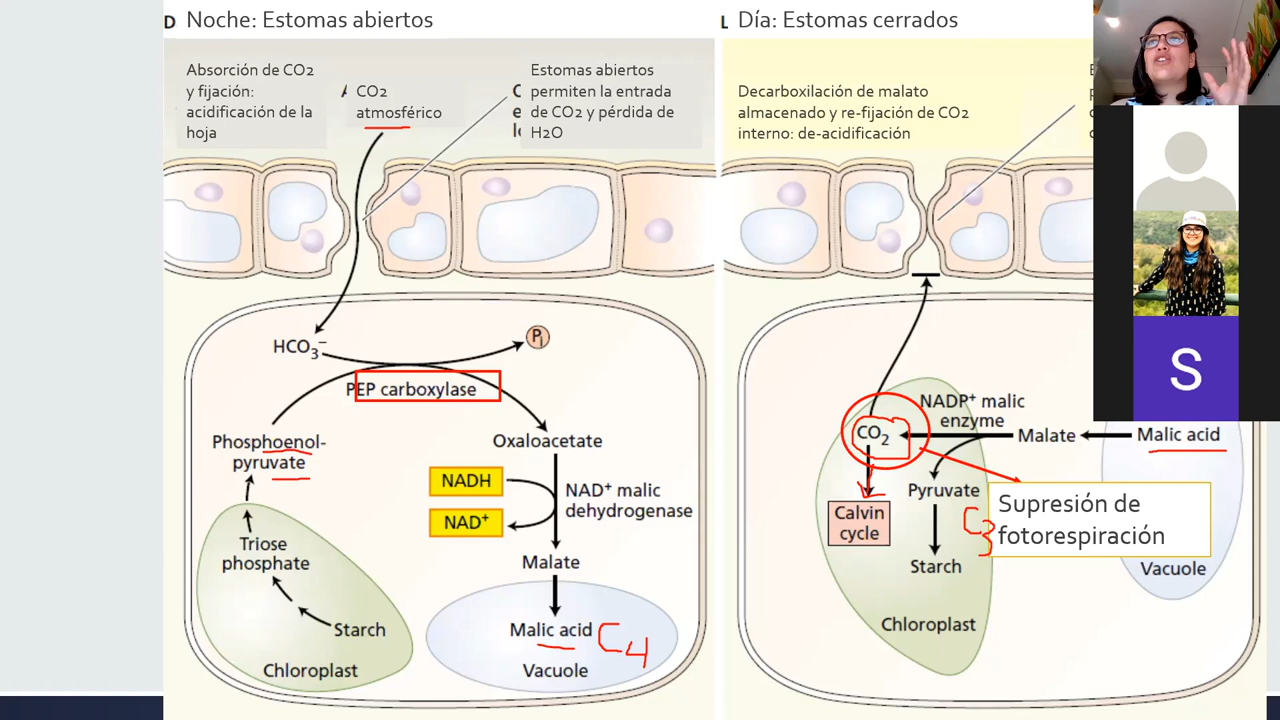 D Noche: Estomas abiertos
Absorción de CO2
y fijación:
acidificación de la
hoja
CO2
atmosférico
Estomas abiertos
permiten la entrada
de CO2 y pérdida de
H2O
HCO3−
Pi
PEP carboxylase
Phosphoenol-
pyruvate
Oxaloacetate
NADH
NAD+
NAD+ malic
dehydrogenase
Triose
phosphate
Malate
Starch
Malic acid C4
Chloroplast
Vacuole
L Día: Estomas cerrados
Decarboxilación de malato
almacenado y re-fijación de CO2
interno: de-acidificación
NADP+ malic
enzyme
CO2
Malate
Malic acid
Pyruvate
C3
Calvin
cycle
Supresión de
fotorespiración
Starch
Vacuole
Chloroplast
S